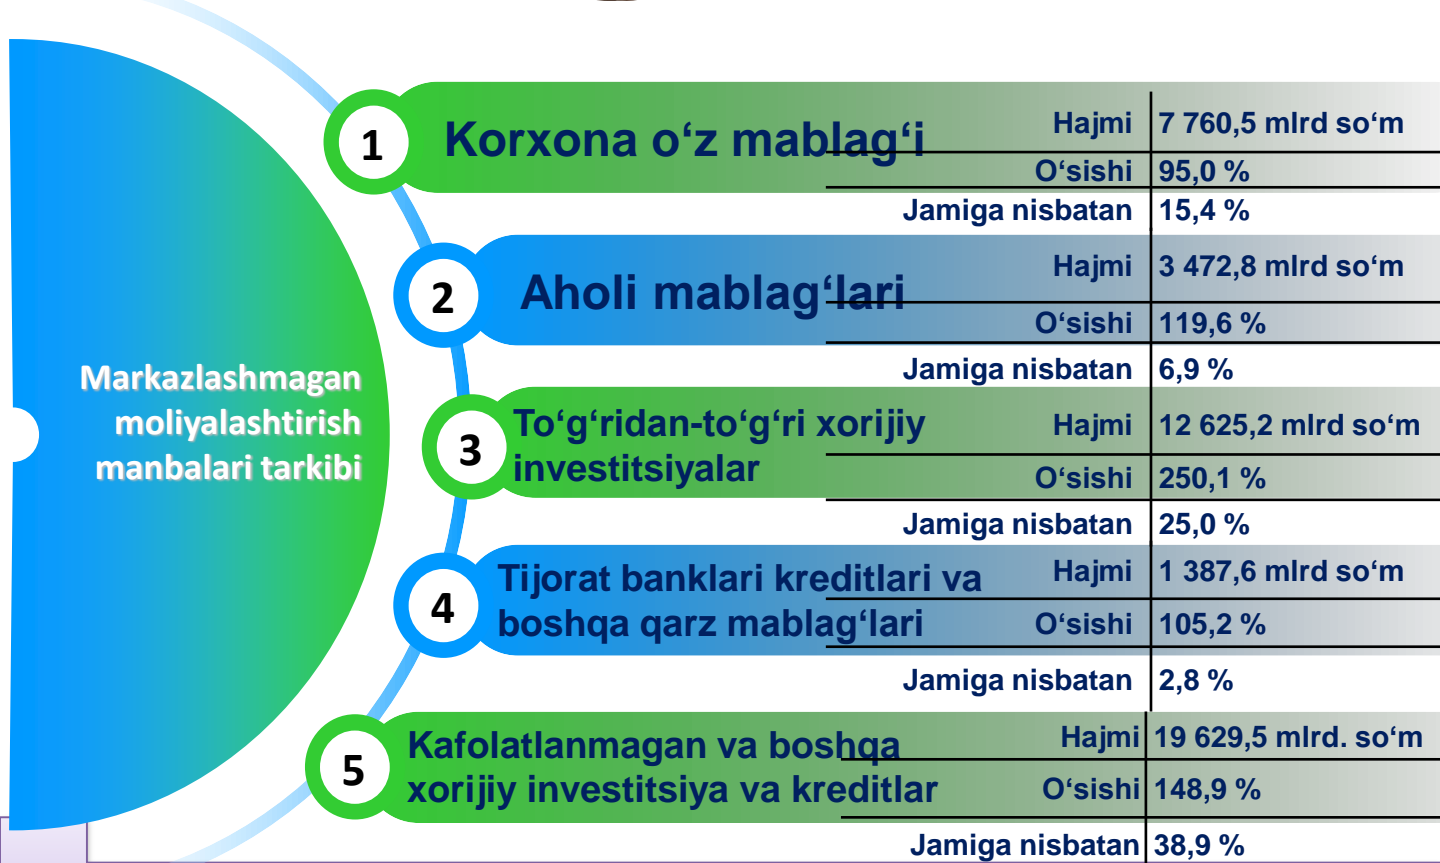 Markazlashmagan
moliyalashtirish
manbalari tarkibi
1
Korxona o‘z mablag‘i
Hajmi 7 760,5 mlrd so‘m
O‘sishi 95,0 %
Jamiga nisbatan 15,4 %
2
Aholi mablag‘lari
Hajmi 3 472,8 mlrd so‘m
O‘sishi 119,6 %
Jamiga nisbatan 6,9 %
3
To‘g‘ridan-to‘g‘ri xorijiy
investitsiyalar
Hajmi 12 625,2 mlrd so‘m
O‘sishi 250,1 %
Jamiga nisbatan 25,0 %
4
Tijorat banklari kreditlari va
boshqa qarz mablag‘lari
Hajmi 1 387,6 mlrd so‘m
O‘sishi 105,2 %
Jamiga nisbatan 2,8 %
5
Kafolatlanmagan va boshqa
xorijiy investitsiya va kreditlar
Hajmi 19 629,5 mlrd. so‘m
O‘sishi 148,9 %
Jamiga nisbatan 38,9 %